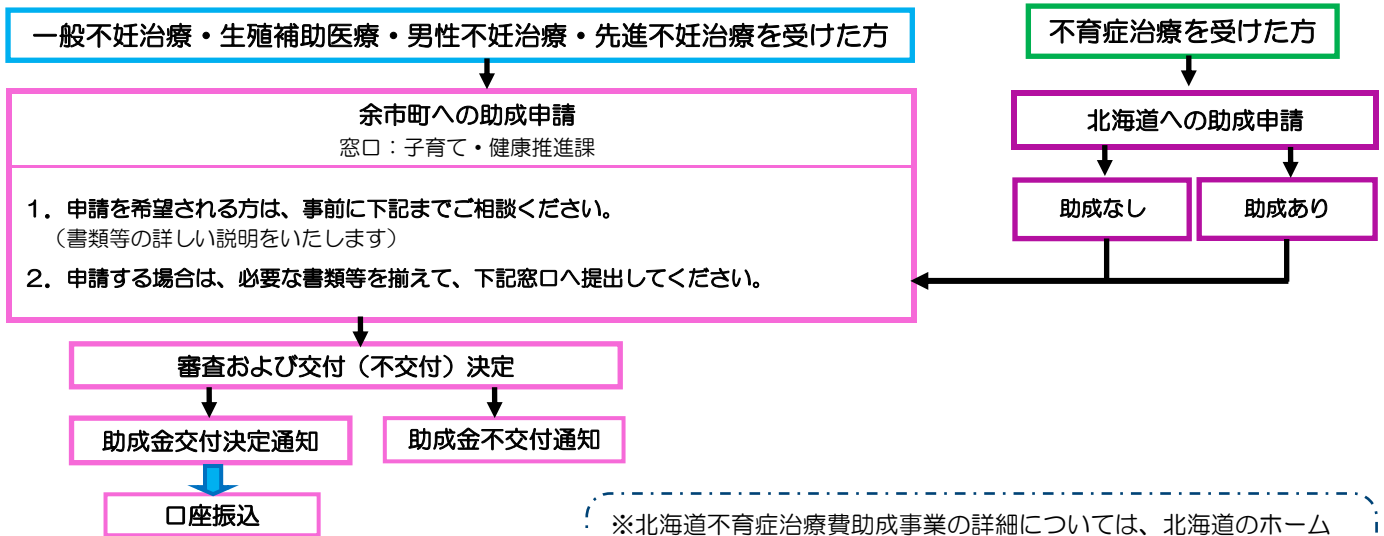 一般不妊治療・生殖補助医療・男性不妊治療・先進不妊治療を受けた方
不育症治療を受けた方
余市町への助成申請
窓口：子育て・健康推進課
北海道への助成申請
助成なし
助成あり
1．申請を希望される方は、事前に下記までご相談ください。
（書類等の詳しい説明をいたします）
2．申請する場合は、必要な書類等を揃えて、下記窓口へ提出してください。
審査および交付（不交付）決定
助成金交付決定通知
助成金不交付通知
口座振込
※北海道不育症治療費助成事業の詳細については、北海道のホーム